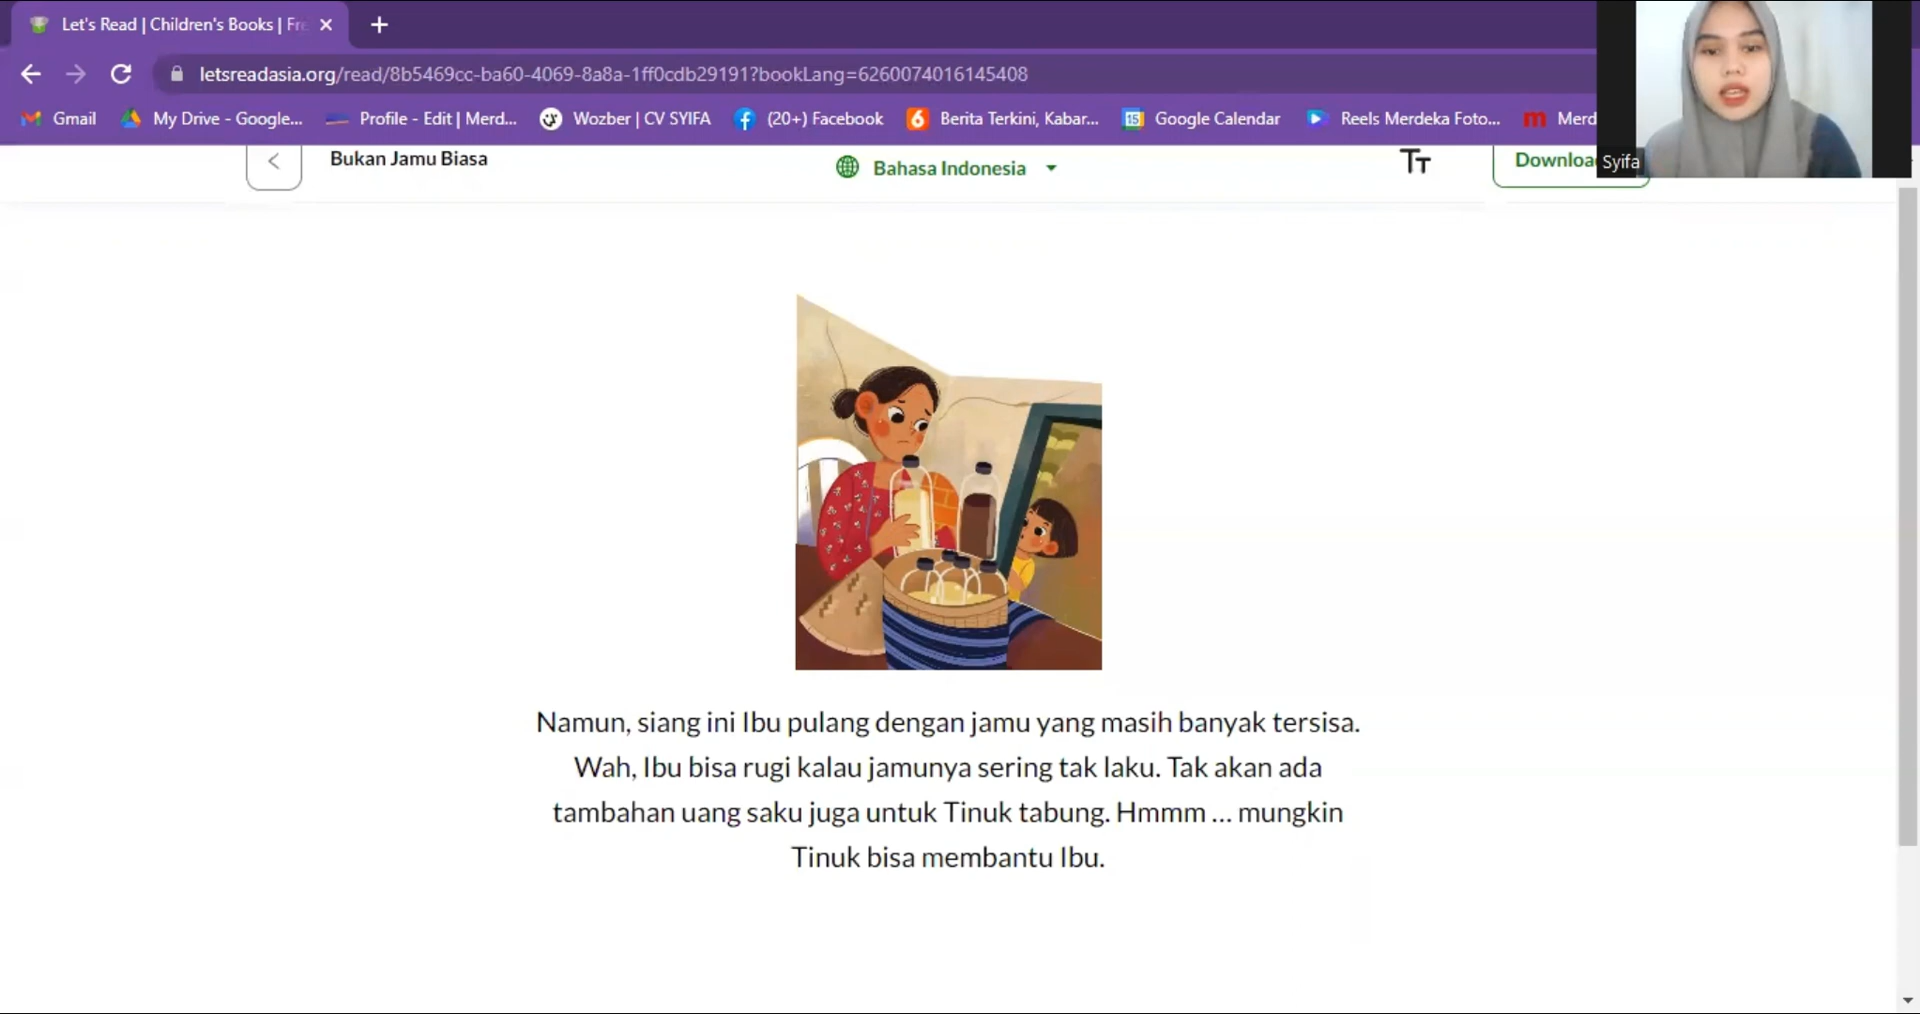 Let's Read | Children's Books | Fre
letsreadasia.org/read/8b5469cc-ba60-4069-8a8a-1ff0cdb29191?bookLang=6260074016145408
Gmail My Drive - Google... Profile - Edit | Merd... Wozber | CV SYIFA (20+) Facebook Berita Terkini, Kabar... 15 Google Calendar Reels Merdeka Foto... Merd
Bukan Jamu Biasa
Bahasa Indonesia
TT
Downloa
Syifa
Namun, siang ini Ibu pulang dengan jamu yang masih banyak tersisa.
Wah, Ibu bisa rugi kalau jamunya sering tak laku. Tak akan ada
tambahan uang saku juga untuk Tinuk tabung. Hmmm ... mungkin
Tinuk bisa membantu Ibu.